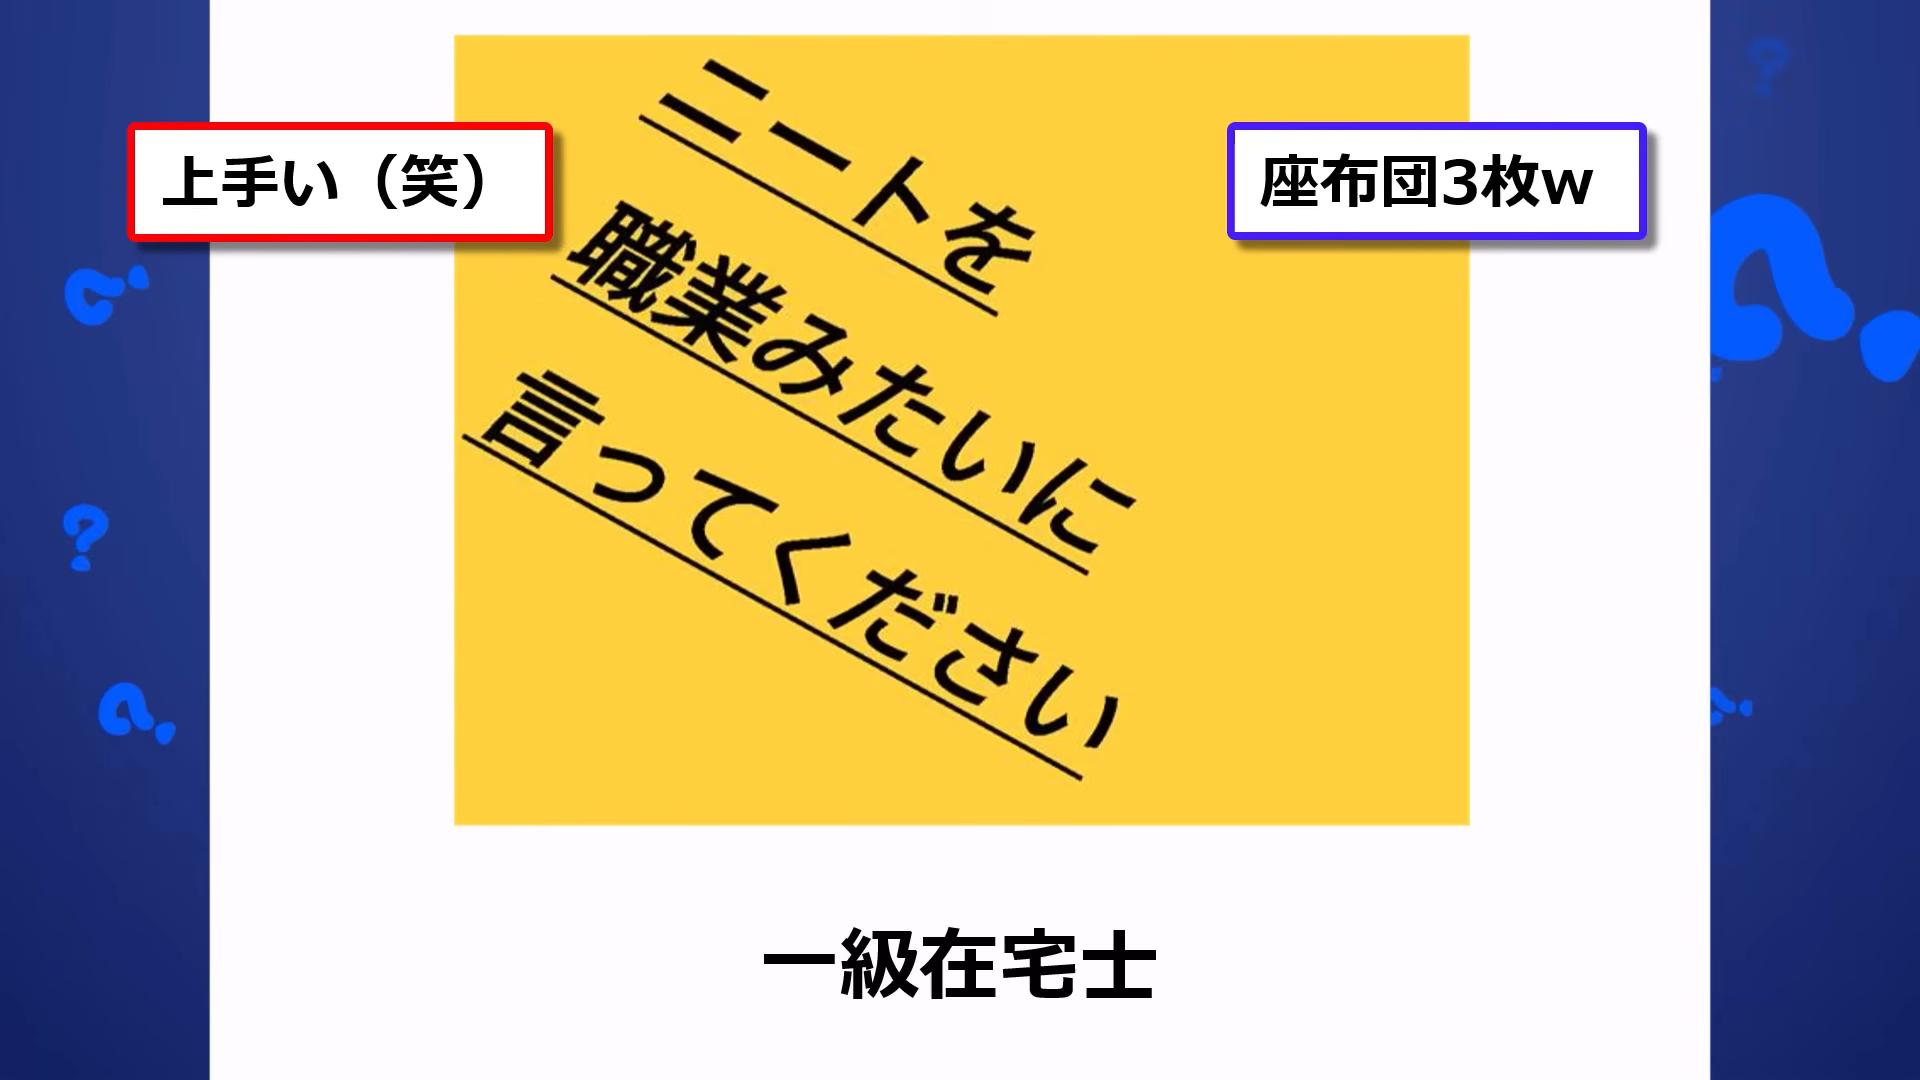 上手い（笑）
座布団3枚w
ニートを
職業みたいに
言ってください
一級在宅士